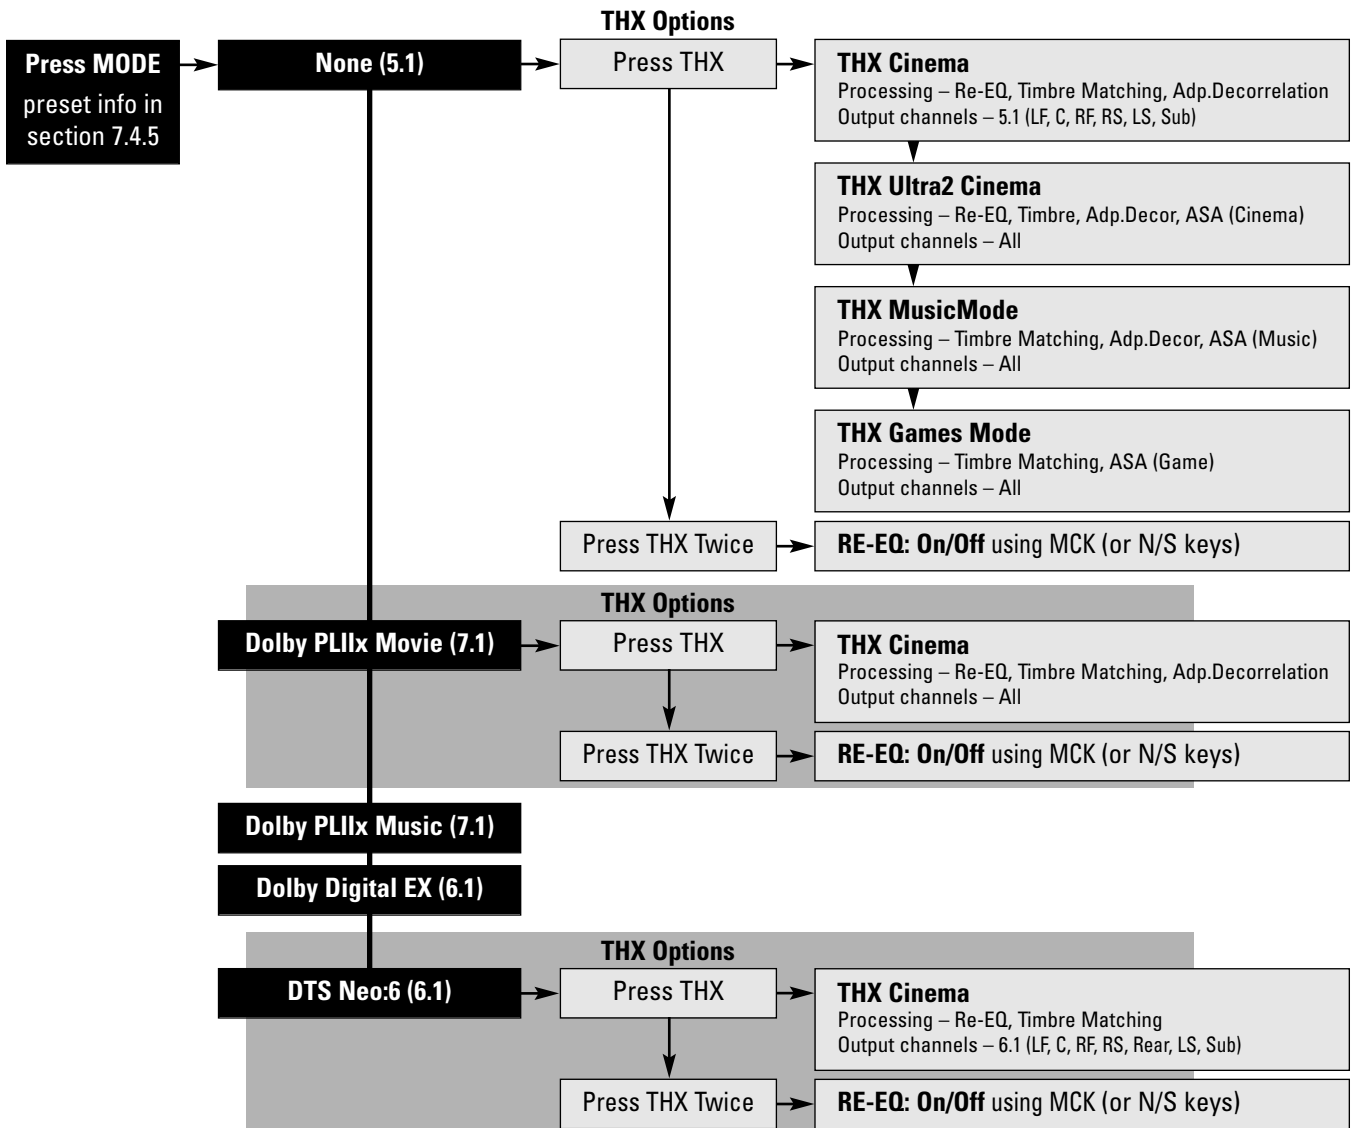 THX Options
Press MODE
preset info in
section 7.4.5
None (5.1)
Press THX
THX Cinema
Processing – Re-EQ, Timbre Matching, Adp.Decorrelation
Output channels – 5.1 (LF, C, RF, RS, LS, Sub)
THX Ultra2 Cinema
Processing – Re-EQ, Timbre, Adp.Decor, ASA (Cinema)
Output channels – All
THX MusicMode
Processing – Timbre Matching, Adp.Decor, ASA (Music)
Output channels – All
THX Games Mode
Processing – Timbre Matching, ASA (Game)
Output channels – All
Press THX Twice
RE-EQ: On/Off using MCK (or N/S keys)
THX Options
Dolby PLIIx Movie (7.1)
Press THX
THX Cinema
Processing – Re-EQ, Timbre Matching, Adp.Decorrelation
Output channels – All
Press THX Twice
RE-EQ: On/Off using MCK (or N/S keys)
Dolby PLIIx Music (7.1)
Dolby Digital EX (6.1)
THX Options
DTS Neo:6 (6.1)
Press THX
THX Cinema
Processing – Re-EQ, Timbre Matching
Output channels – 6.1 (LF, C, RF, RS, Rear, LS, Sub)
Press THX Twice
RE-EQ: On/Off using MCK (or N/S keys)